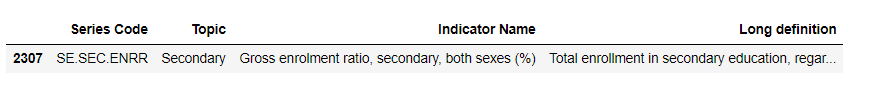 Series Code Topic Indicator Name Long definition
2307 SE.SEC.ENRR Secondary Gross enrolment ratio, secondary, both sexes (%) Total enrollment in secondary education, regar...